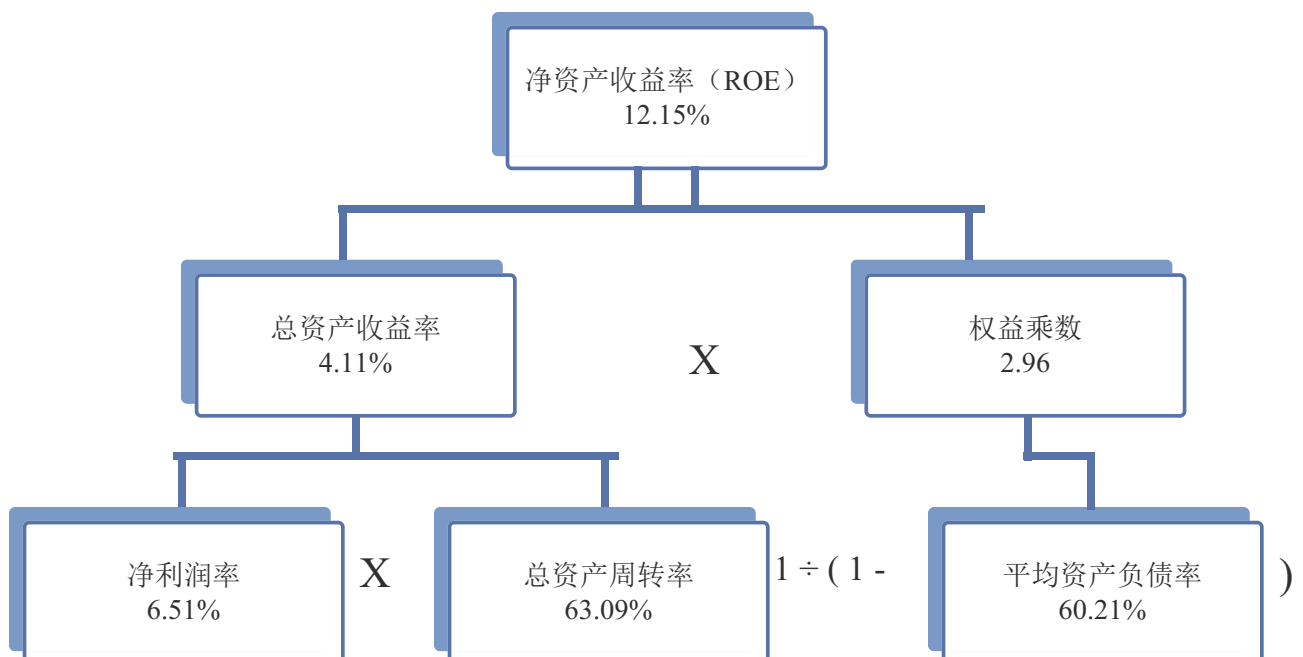 净资产收益率（ROE）
12.15%
总资产收益率
4.11%
X
权益乘数
2.96
净利润率
6.51%
X
总资产周转率
63.09%
1 ÷ ( 1 -
平均资产负债率
60.21%
)